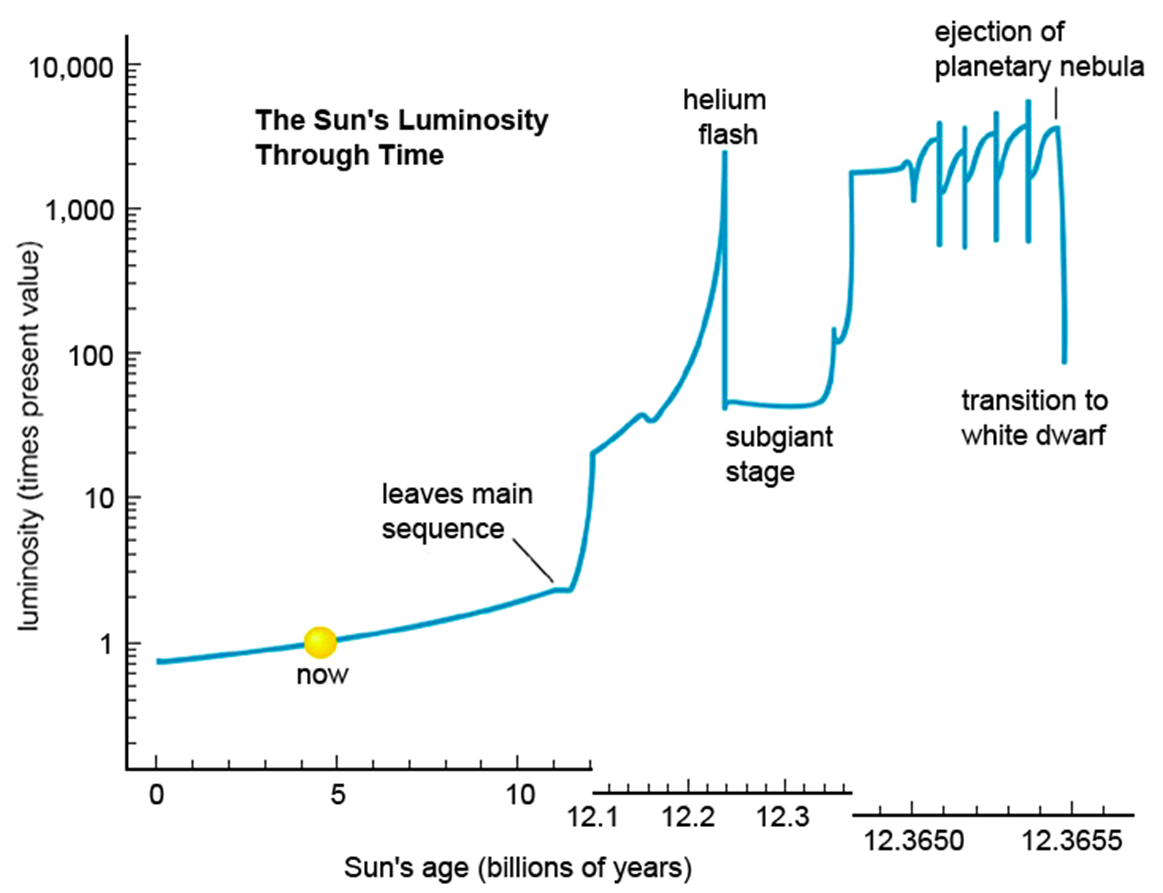 ejection of
planetary nebula
10,000
helium
flash
The Sun's Luminosity
Through Time
1,000
luminosity (times present value)
100
transition to
white dwarf
subgiant
stage
leaves main
sequence
10
1
now
0 5 10
12.1 12.2 12.3
12.3650 12.3655
Sun's age (billions of years)